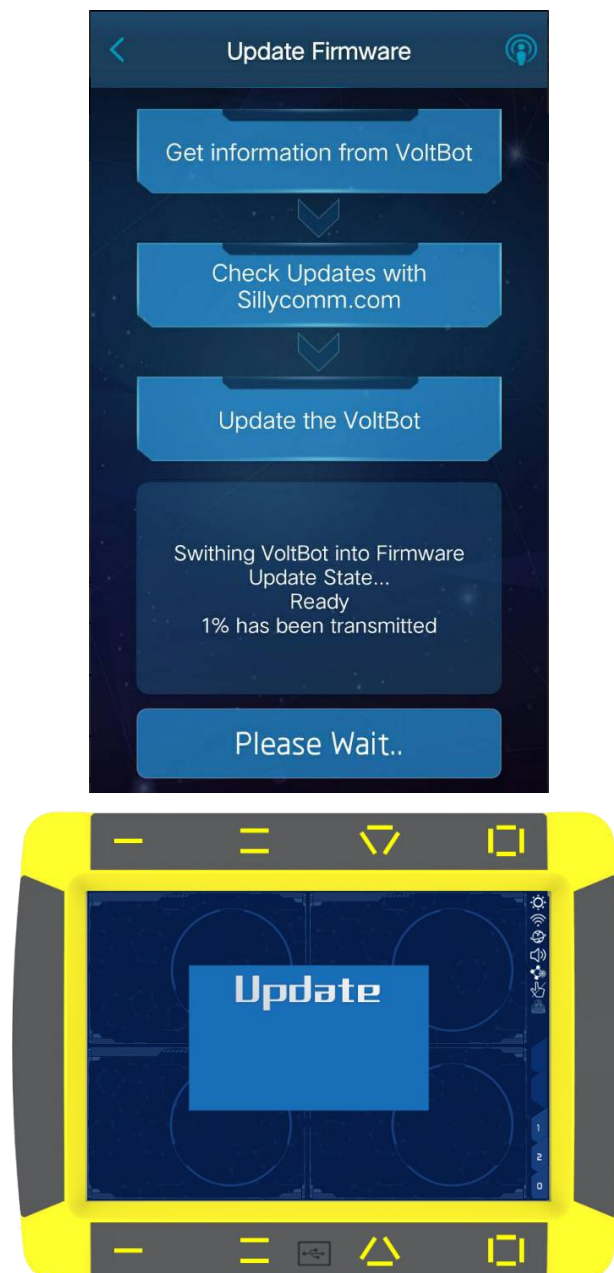 Update Firmware
Get information from VoltBot
Check Updates with
Sillycomm.com
Update the VoltBot
Swithing VoltBot into Firmware
Update State...
Ready
1% has been transmitted
Please Wait..
Update
1
2
0